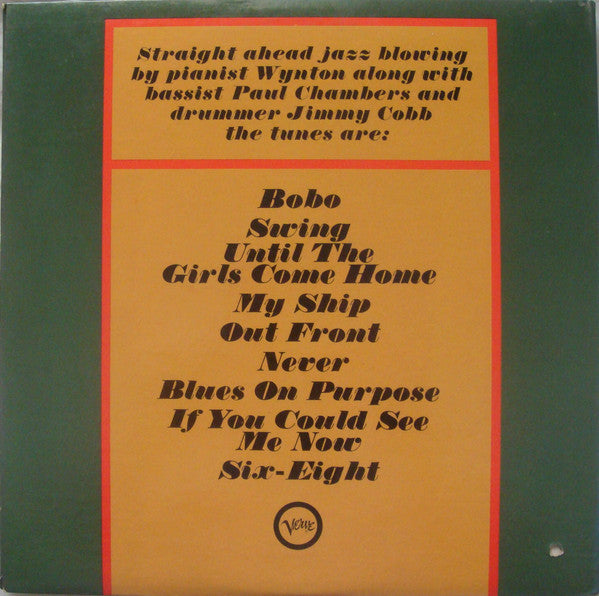 Straight ahead jazz blowing
by pianist Wynton along with
bassist Paul Chambers and
drummer Jimmy Cobb
the tunes are:
Bobo
Swing
Until The
Girls Come Home
My Ship
Out Front
Never
Blues On Purpose
If You Could See
Me Now
Six-Eight
Verve